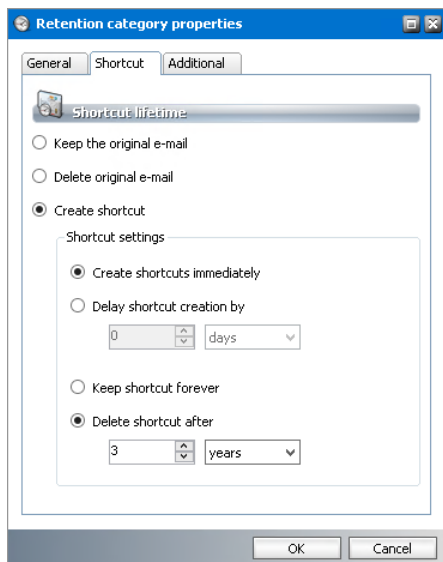 Retention category properties
General Shortcut Additional
Shortcut lifetime
Keep the original e-mail
Delete original e-mail
Create shortcut
Shortcut settings
Create shortcuts immediately
Delay shortcut creation by
0 days
Keep shortcut forever
Delete shortcut after
3 years
OK Cancel